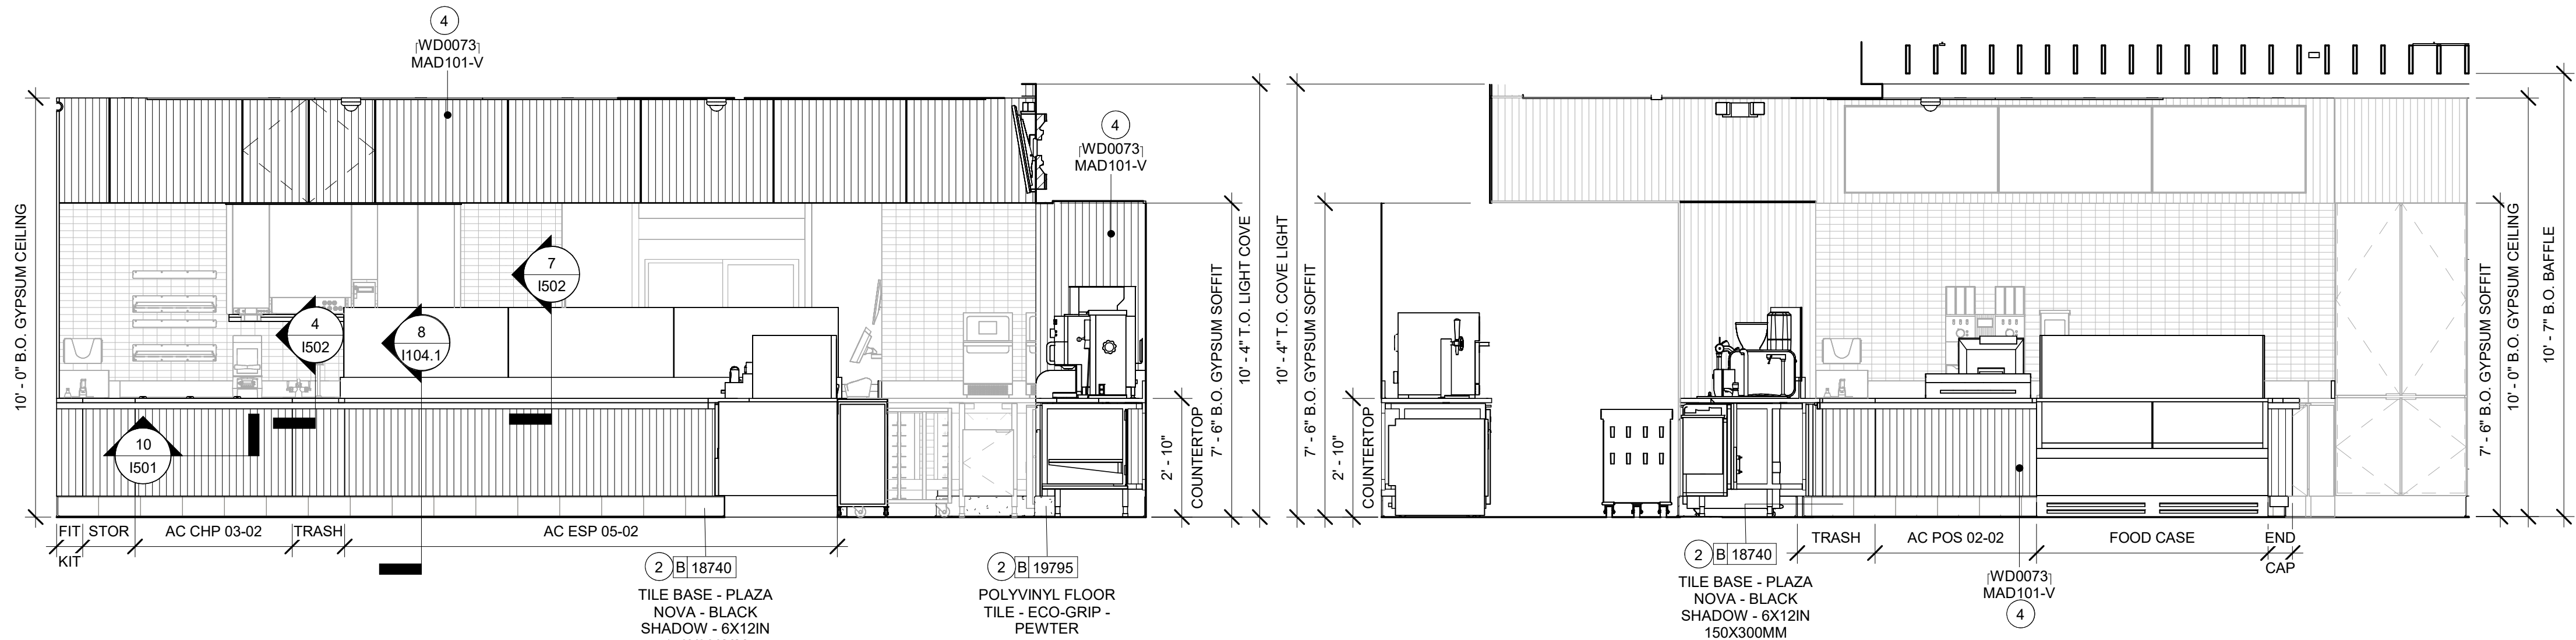 4
WD0073
MAD101-V
4
WD0073
MAD101-V
10' - 0" B.O. GYPSUM CEILING
7
I502
4
I502
8
I104.1
10
I501
2' - 10"
COUNTERTOP
7' - 6" B.O. GYPSUM SOFFIT
10' - 4" T.O. LIGHT COVE
FIT
KIT
STOR
AC CHP 03-02
TRASH
AC ESP 05-02
2 B 18740
TILE BASE - PLAZA
NOVA - BLACK
SHADOW - 6X12IN
2 B 19795
POLYVINYL FLOOR
TILE - ECO-GRIP -
PEWTER
10' - 4" T.O. COVE LIGHT
7' - 6" B.O. GYPSUM SOFFIT
2' - 10"
COUNTERTOP
7' - 6" B.O. GYPSUM SOFFIT
10' - 0" B.O. GYPSUM CEILING
10' - 7" B.O. BAFFLE
TRASH
AC POS 02-02
FOOD CASE
END
CAP
2 B 18740
TILE BASE - PLAZA
NOVA - BLACK
SHADOW - 6X12IN
150X300MM
WD0073
MAD101-V
4